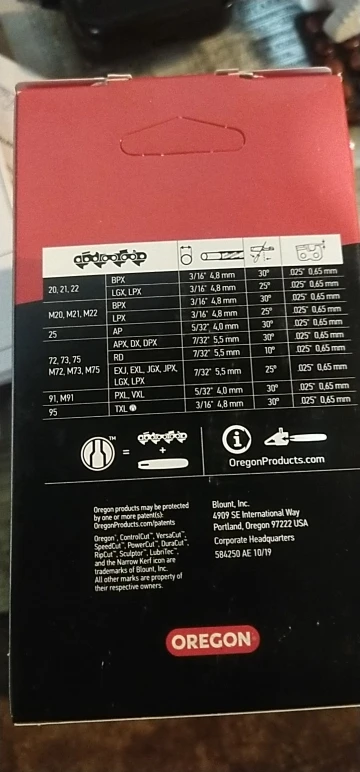 20, 21, 22 BPX 3/16" 4,8 mm 30° .025" 0,65 mm
LGX, LPX 3/16" 4,8 mm 25° .025" 0,65 mm
M20, M21, M22 BPX 3/16" 4,8 mm 30° .025" 0,65 mm
LPX 3/16" 4,8 mm 25° .025" 0,65 mm
25 AP 5/32" 4,0 mm 30° .025" 0,65 mm
72, 73, 75 APX, DX, DPX 7/32" 5,5 mm 30° .025" 0,65 mm
M72, M73, M75 RD 7/32" 5,5 mm 10° .025" 0,65 mm
EXJ, EXL, JGX, JPX, 7/32" 5,5 mm 25° .025" 0,65 mm
LGX, LPX
91, M91 PXL, VXL 5/32" 4,0 mm 30° .025" 0,65 mm
95 TXL 3/16" 4,8 mm 30° .025" 0,65 mm
™ = +
OregonProducts.com
Oregon products may be protected
by one or more patent(s):
OregonProducts.com/patents
Oregon®, ControlCut™, VersaCut™,
SpeedCut™, PowerCut™, DuraCut™,
RipCut™, Sculptor™, LubriTec™,
and the Narrow Kerf icon are
trademarks of Blount, Inc.
All other marks are property of
their respective owners.
Blount, Inc.
4909 SE International Way
Portland, Oregon 97222 USA
Corporate Headquarters
584250 AE 10/19
OREGON®